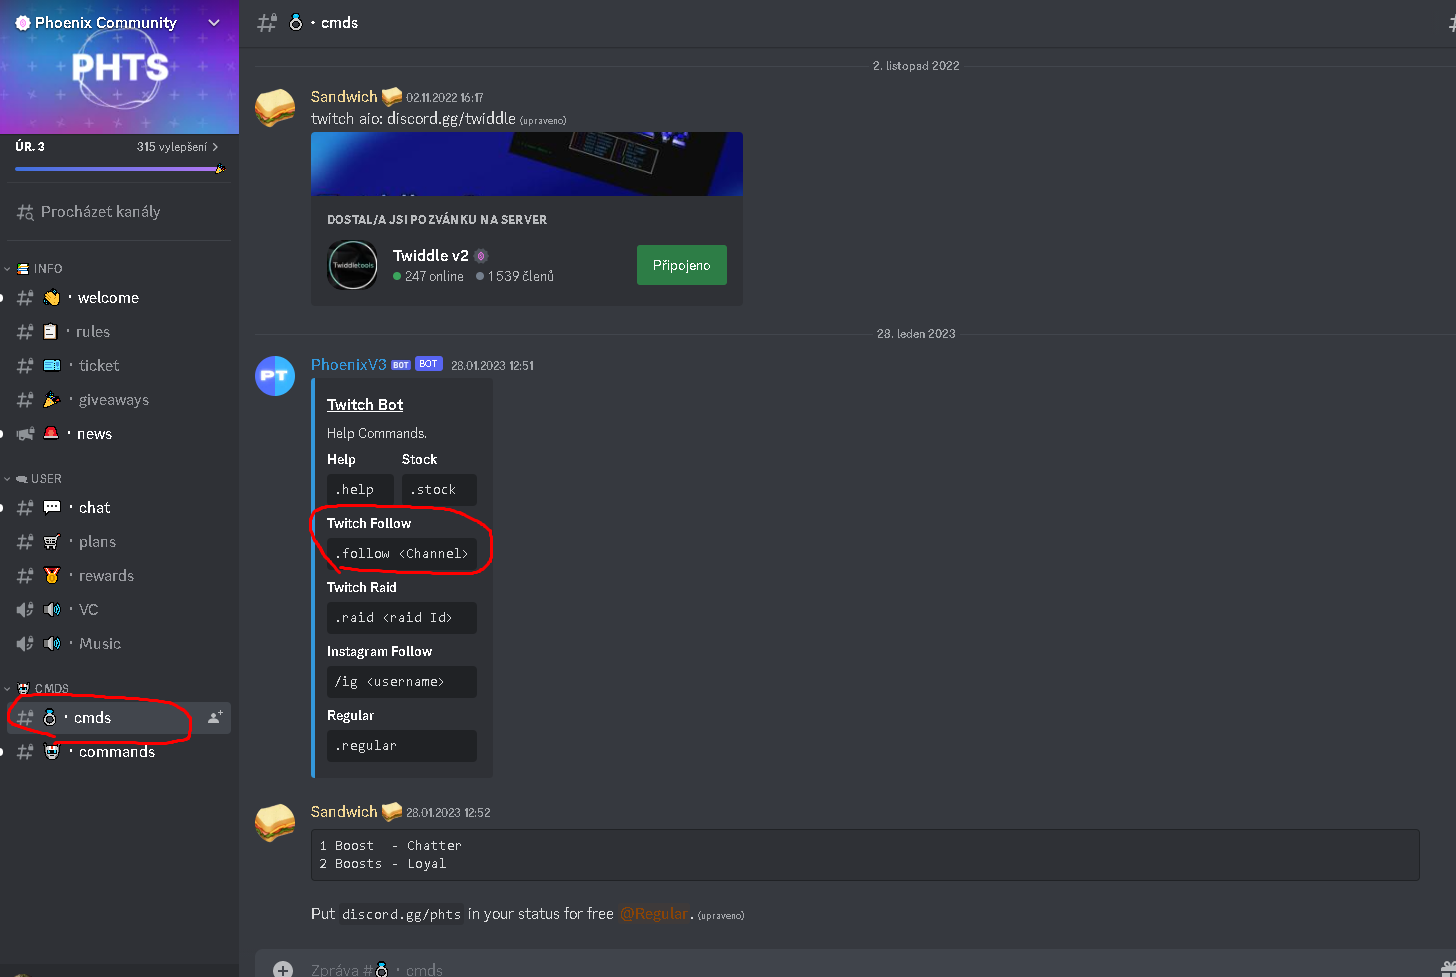 Phoenix Community
PHTS
ÚR. 3
315 vylepšení
Procházet kanály
INFO
welcome
rules
ticket
giveaways
news
USER
chat
plans
rewards
VC
Music
CMDS
cmds
commands
cmds
2. listopad 2022
Sandwich 02.11.2022 16:17
twitch aio: discord.gg/twiddle (upraveno)
DOSTAL/A JSI POZVÁNKU NA SERVER
Twiddletools
Twiddle v2
247 online 1 539 členů
Připojeno
28. leden 2023
PT
PhoenixV3 BOT BOT 28.01.2023 12:51
Twitch Bot
Help Commands.
Help Stock
.help .stock
Twitch Follow
.follow <Channel>
Twitch Raid
.raid <raid Id>
Instagram Follow
/ig <username>
Regular
.regular
Sandwich 28.01.2023 12:52
1 Boost  - Chatter
2 Boosts - Loyal
Put discord.gg/phts in your status for free @Regular. (upraveno)
Zpráva # cmds